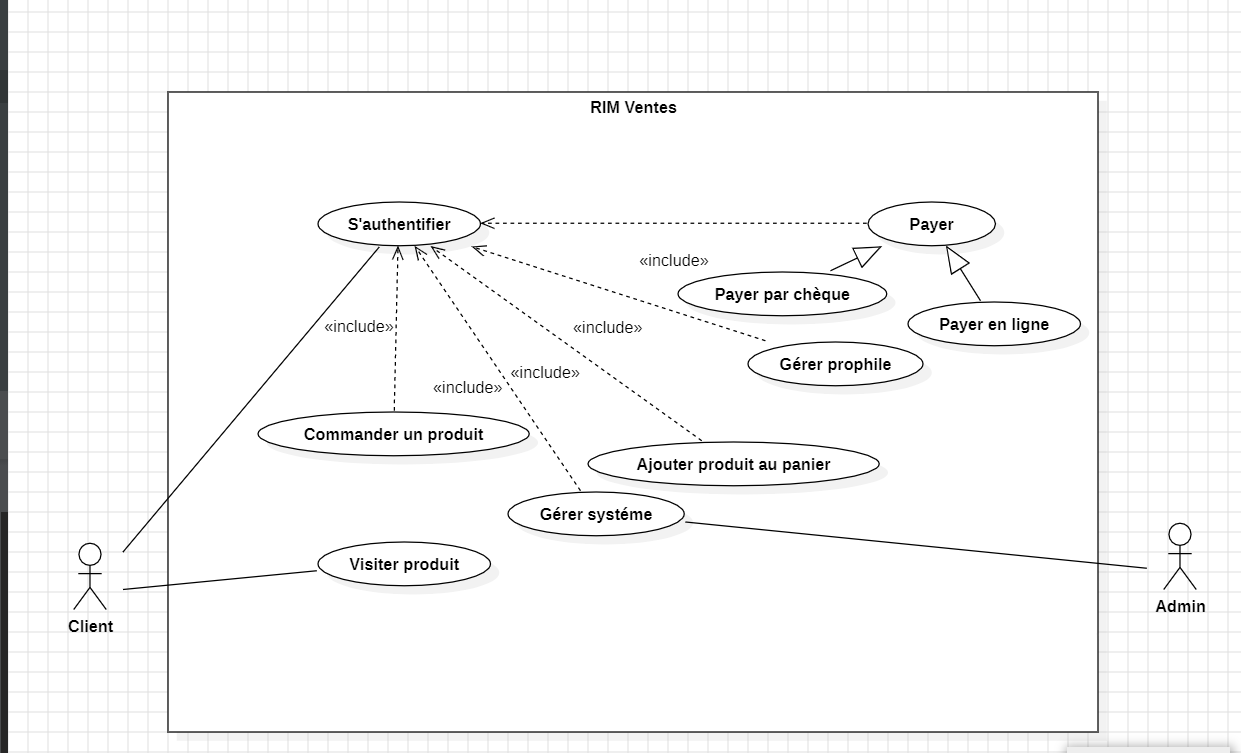 RIM Ventes
S'authentifier
Payer
«include»
Payer par chèque
Payer en ligne
«include»
«include»
Gérer prophile
«include»
«include»
Commander un produit
Ajouter produit au panier
Gérer systéme
Visiter produit
Client
Admin